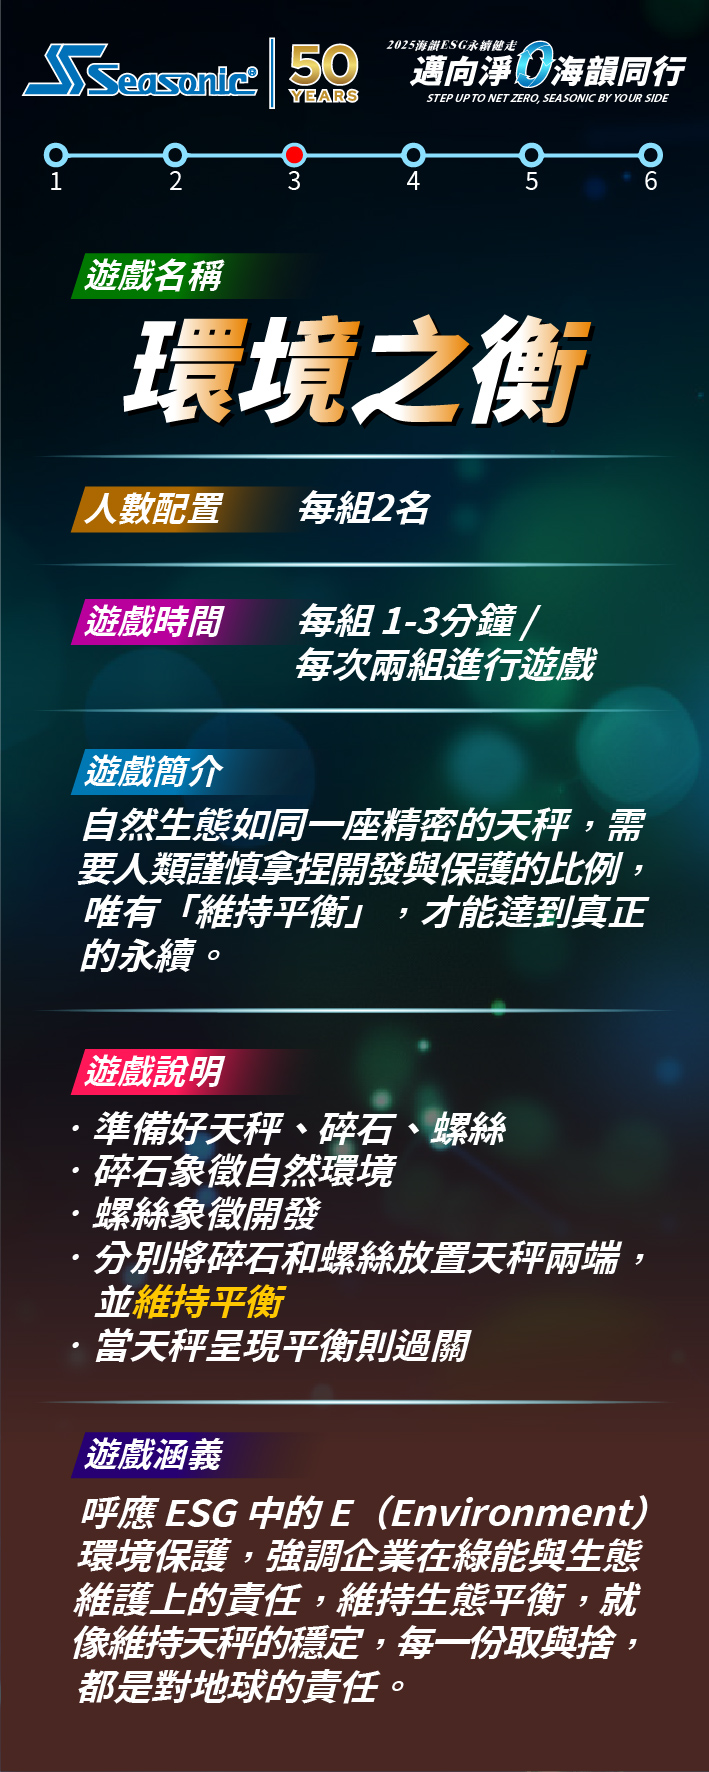 Seasonic®
50
YEARS
2025海韻ESG永續健走
邁向淨0海韻同行
STEP UP TO NET ZERO, SEASONIC BY YOUR SIDE
1 2 3 4 5 6
遊戲名稱
環境之衡
人數配置 每組2名
遊戲時間 每組 1-3分鐘 /
每次兩組進行遊戲
遊戲簡介
自然生態如同一座精密的天秤，需
要人類謹慎拿捏開發與保護的比例，
唯有「維持平衡」，才能達到真正
的永續。
遊戲說明
· 準備好天秤、碎石、螺絲
· 碎石象徵自然環境
· 螺絲象徵開發
· 分別將碎石和螺絲放置天秤兩端，
並維持平衡
· 當天秤呈現平衡則過關
遊戲涵義
呼應 ESG 中的 E（Environment）
環境保護，強調企業在綠能與生態
維護上的責任，維持生態平衡，就
像維持天秤的穩定，每一份取與捨，
都是對地球的責任。